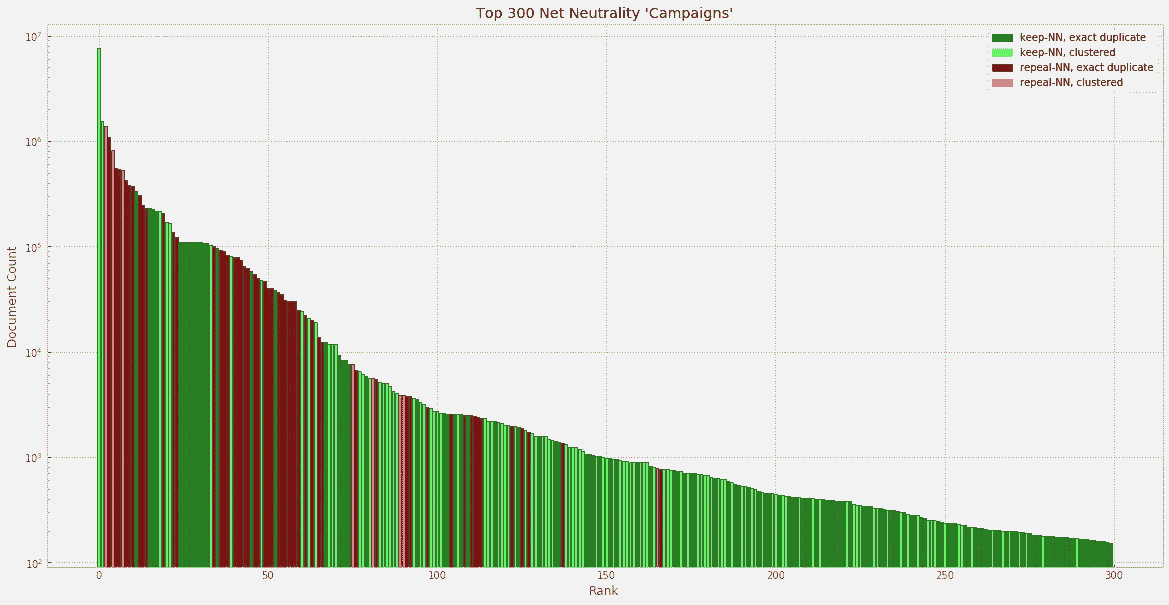 Top 300 Net Neutrality 'Campaigns'
keep-NN, exact duplicate
keep-NN, clustered
repeal-NN, exact duplicate
repeal-NN, clustered
Document Count
10⁷
10⁶
10⁵
10⁴
10³
10²
0 50 100 150 200 250 300
Rank